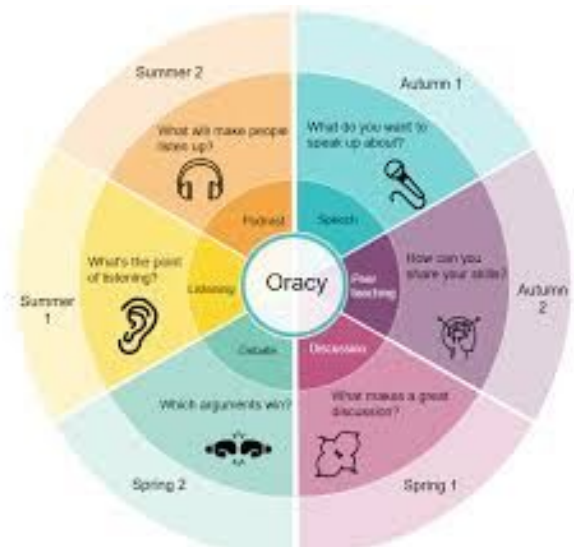 Summer 2
What will make people
listen up?
Podcast
Autumn 1
What do you want to
speak up about?
Speech
Autumn
2
How can you
share your skills?
Peer
teaching
Spring 1
What makes a great
discussion?
Discussion
Spring 2
Which arguments win?
Debate
Summer
1
What's the point
of listening?
Listening
Oracy